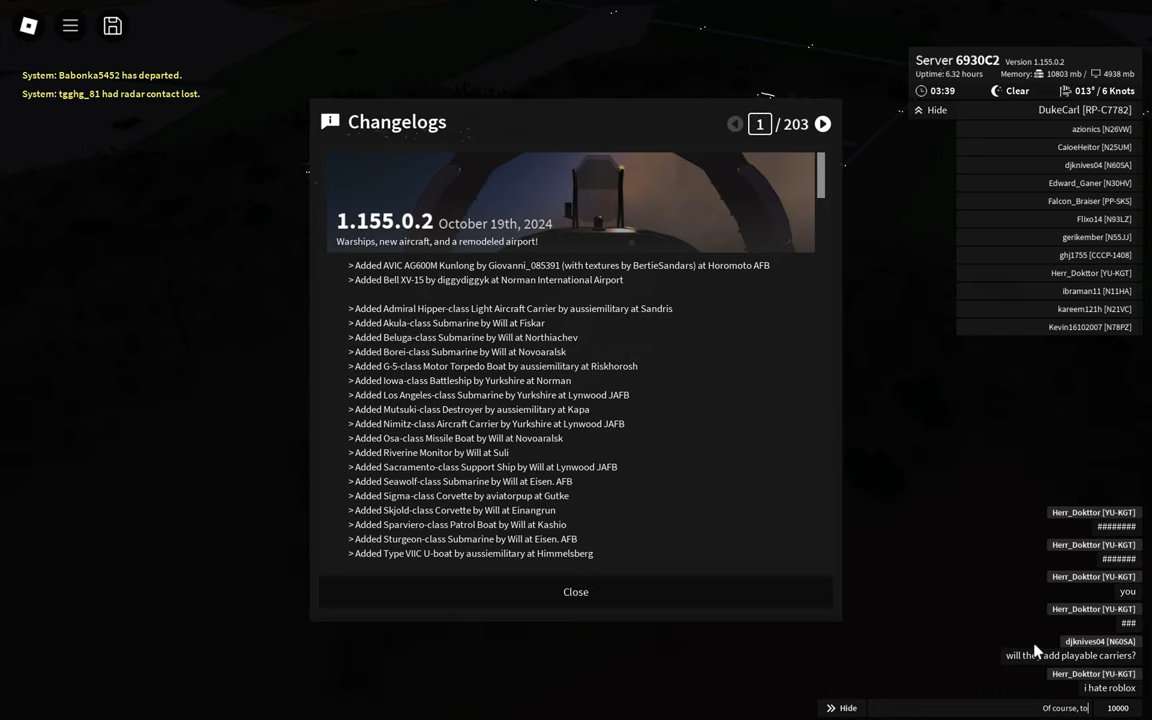 System: Babonka5452 has departed.
System: tgghg_81 had radar contact lost.
Changelogs
1 / 203
1.155.0.2 October 19th, 2024
Warships, new aircraft, and a remodeled airport!
> Added AVIC AG600M Kunlong by Giovanni_085391 (with textures by BertieSandars) at Horomoto AFB
> Added Bell XV-15 by diggydiggyk at Norman International Airport
> Added Admiral Hipper-class Light Aircraft Carrier by aussiemilitary at Sandris
> Added Akula-class Submarine by Will at Fiskar
> Added Beluga-class Submarine by Will at Northiachev
> Added Borei-class Submarine by Will at Novoaralsk
> Added G-5-class Motor Torpedo Boat by aussiemilitary at Riskhorosh
> Added Iowa-class Battleship by Yurkshire at Norman
> Added Los Angeles-class Submarine by Yurkshire at Lynwood JAFB
> Added Mutsuki-class Destroyer by aussiemilitary at Kapa
> Added Nimitz-class Aircraft Carrier by Yurkshire at Lynwood JAFB
> Added Osa-class Missile Boat by Will at Novoaralsk
> Added Riverine Monitor by Will at Suli
> Added Sacramento-class Support Ship by Will at Lynwood JAFB
> Added Seawolf-class Submarine by Will at Eisen. AFB
> Added Sigma-class Corvette by aviatorpup at Gutke
> Added Skjold-class Corvette by Will at Einangrun
> Added Sparviero-class Patrol Boat by Will at Kashio
> Added Sturgeon-class Submarine by Will at Eisen. AFB
> Added Type VIIC U-boat by aussiemilitary at Himmelsberg
Close
Server 6930C2 Version 1.155.0.2
Uptime: 6.32 hours Memory: 10803 mb / 4938 mb
03:39 Clear 013° / 6 Knots
Hide DukeCarl [RP-C7782]
azionics [N26VW]
CaioeHeitor [N25UM]
djknives04 [N60SA]
Edward_Ganer [N30HV]
Falcon_Braiser [PP-SKS]
Flixo14 [N93LZ]
gerikember [N55JJ]
ghj1755 [CCCP-1408]
Herr_Dokttor [YU-KGT]
ibraman11 [N11HA]
kareem121h [N21VC]
Kevin16102007 [N78PZ]
Herr_Dokttor [YU-KGT]
########
Herr_Dokttor [YU-KGT]
#######
Herr_Dokttor [YU-KGT]
you
Herr_Dokttor [YU-KGT]
###
djknives04 [N60SA]
will they add playable carriers?
Herr_Dokttor [YU-KGT]
i hate roblox
Hide Of course, to 10000